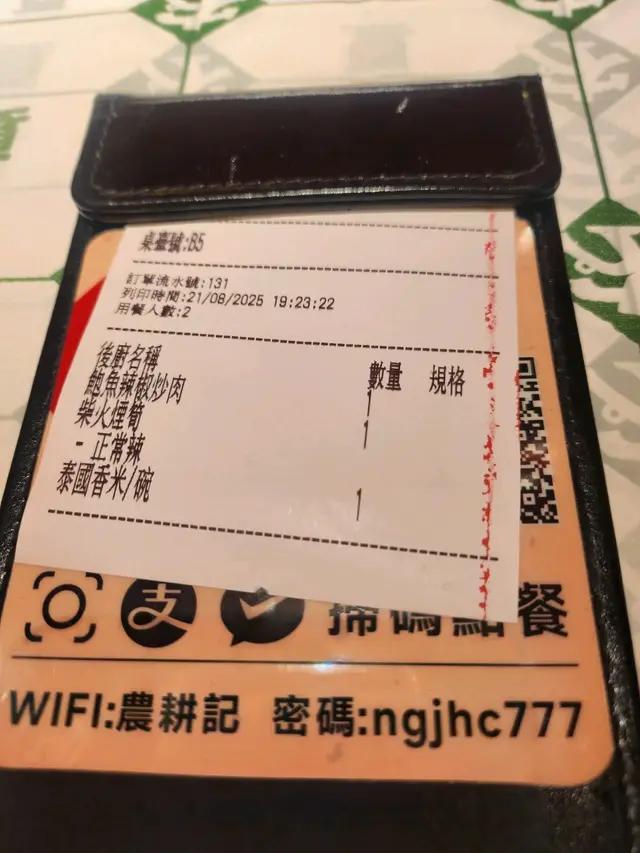 桌臺號:B5
訂單流水號:131
列印時間:21/08/2025 19:23:22
用餐人數:2
後廚名稱 數量 規格
鮑魚辣椒炒肉 1
柴火煙筍 1
- 正常辣
泰國香米/碗 1
支 掃碼點餐
WIFI:農耕記 密碼:ngjhc777